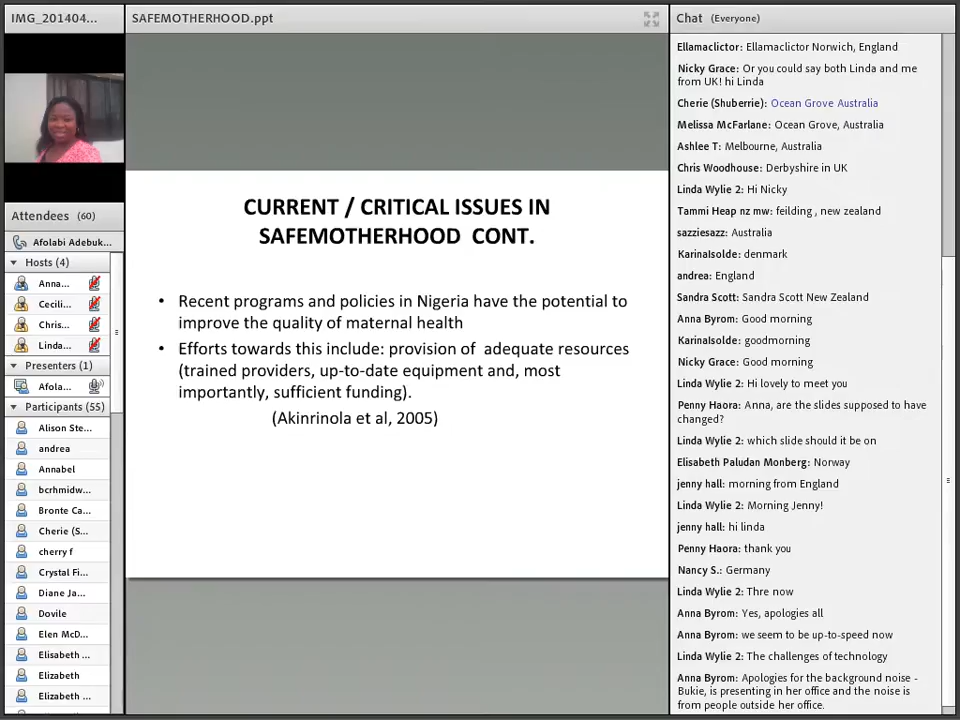 IMG_201404...
Attendees (60)
Afolabi Adebuk...
Hosts (4)
Anna...
Cecili...
Chris...
Linda...
Presenters (1)
Afola...
Participants (55)
Alison Ste...
andrea
Annabel
bcrhmidw...
Bronte Ca...
Cherie (S...
cherry f
Crystal Fi...
Diane Ja...
Dovile
Elen McD...
Elisabeth ...
Elizabeth
Elizabeth ...
SAFEMOTHERHOOD.ppt
CURRENT / CRITICAL ISSUES IN
SAFEMOTHERHOOD CONT.
• Recent programs and policies in Nigeria have the potential to
improve the quality of maternal health
• Efforts towards this include: provision of adequate resources
(trained providers, up-to-date equipment and, most
importantly, sufficient funding).
(Akinrinola et al, 2005)
Chat (Everyone)
Ellamaclictor: Ellamaclictor Norwich, England
Nicky Grace: Or you could say both Linda and me
from UK! hi Linda
Cherie (Shuberrie): Ocean Grove Australia
Melissa McFarlane: Ocean Grove, Australia
Ashlee T: Melbourne, Australia
Chris Woodhouse: Derbyshire in UK
Linda Wylie 2: Hi Nicky
Tammi Heap nz mw: feilding , new zealand
sazziesazz: Australia
KarinaIsolde: denmark
andrea: England
Sandra Scott: Sandra Scott New Zealand
Anna Byrom: Good morning
KarinaIsolde: goodmorning
Nicky Grace: Good morning
Linda Wylie 2: Hi lovely to meet you
Penny Haora: Anna, are the slides supposed to have
changed?
Linda Wylie 2: which slide should it be on
Elisabeth Paludan Monberg: Norway
jenny hall: morning from England
Linda Wylie 2: Morning Jenny!
jenny hall: hi linda
Penny Haora: thank you
Nancy S.: Germany
Linda Wylie 2: Thre now
Anna Byrom: Yes, apologies all
Anna Byrom: we seem to be up-to-speed now
Linda Wylie 2: The challenges of technology
Anna Byrom: Apologies for the background noise -
Bukie, is presenting in her office and the noise is
from people outside her office.